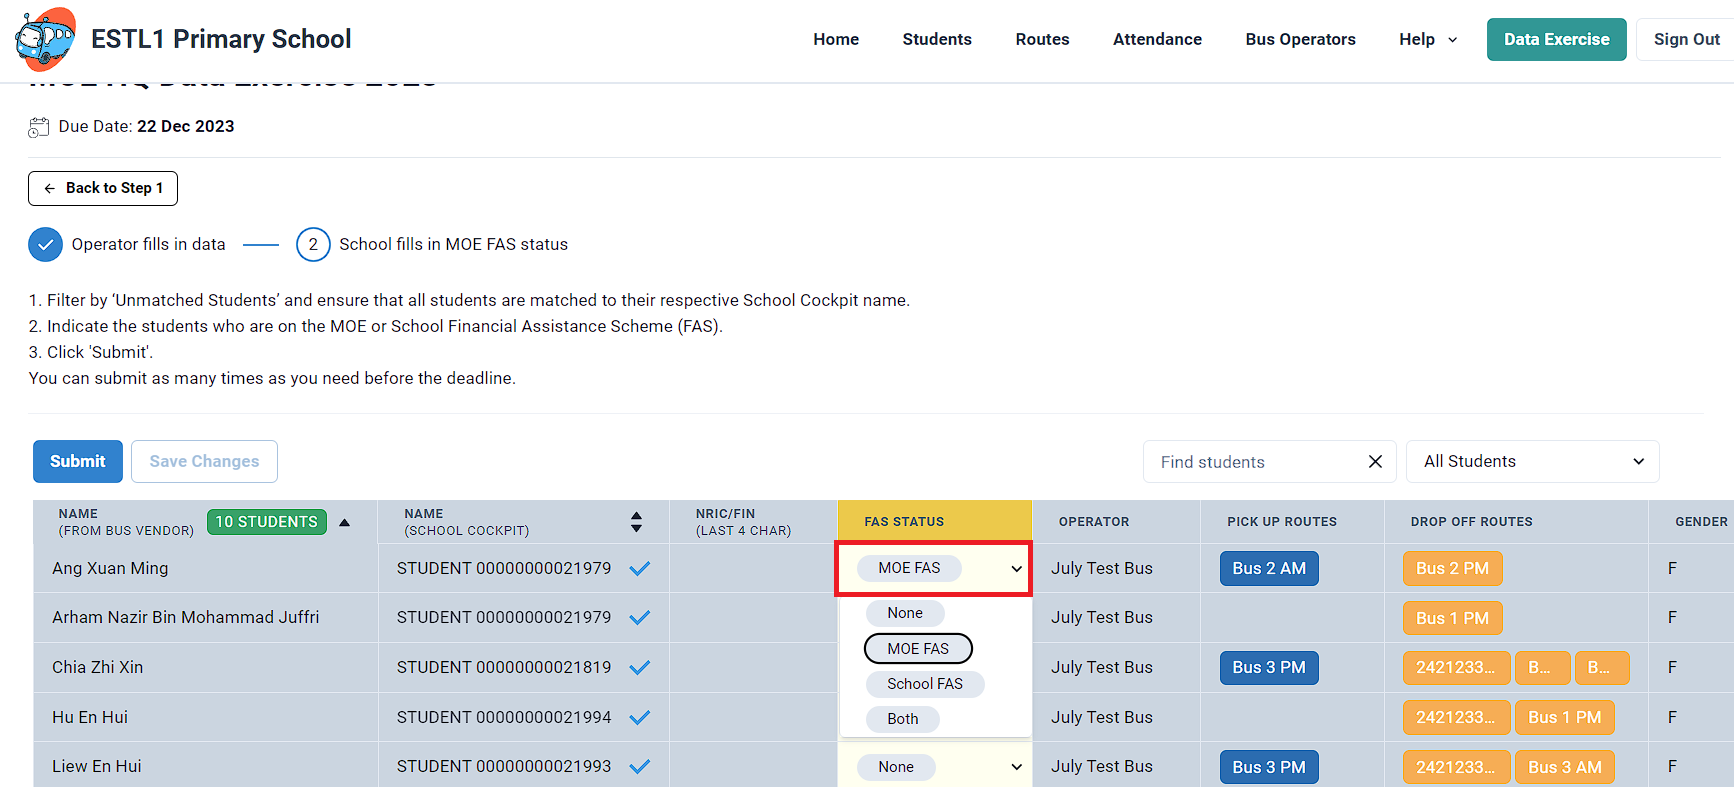 ESTL1 Primary School
Home Students Routes Attendance Bus Operators Help Data Exercise Sign Out
MOE HQ Data Exercise 2023
Due Date: 22 Dec 2023
Back to Step 1
Operator fills in data 2 School fills in MOE FAS status
1. Filter by ‘Unmatched Students’ and ensure that all students are matched to their respective School Cockpit name.
2. Indicate the students who are on the MOE or School Financial Assistance Scheme (FAS).
3. Click 'Submit'.
You can submit as many times as you need before the deadline.
Submit Save Changes Find students All Students
NAME (FROM BUS VENDOR) 10 STUDENTS NAME (SCHOOL COCKPIT) NRIC/FIN (LAST 4 CHAR) FAS STATUS OPERATOR PICK UP ROUTES DROP OFF ROUTES GENDER
Ang Xuan Ming STUDENT 00000000021979 MOE FAS July Test Bus Bus 2 AM Bus 2 PM F
None
Arham Nazir Bin Mohammad Juffri STUDENT 00000000021979 July Test Bus Bus 1 PM F
MOE FAS
Chia Zhi Xin STUDENT 00000000021819 July Test Bus Bus 3 PM 2421233... B... B... F
School FAS
Hu En Hui STUDENT 00000000021994 Both July Test Bus 2421233... Bus 1 PM F
Liew En Hui STUDENT 00000000021993 None July Test Bus Bus 3 PM 2421233... Bus 3 AM F